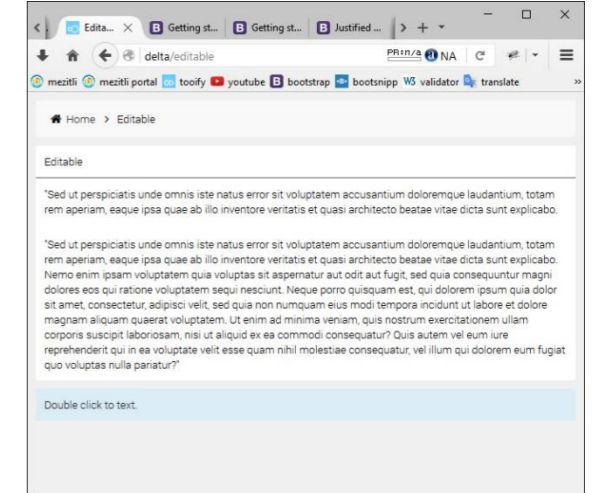 Edita...
Getting st...
Getting st...
Justified ...
delta/editable
PR:n/a NA
mezitli mezitli portal tooify youtube bootstrap bootsnipp W3 validator translate
Home > Editable
Editable
"Sed ut perspiciatis unde omnis iste natus error sit voluptatem accusantium doloremque laudantium, totam
rem aperiam, eaque ipsa quae ab illo inventore veritatis et quasi architecto beatae vitae dicta sunt explicabo.
"Sed ut perspiciatis unde omnis iste natus error sit voluptatem accusantium doloremque laudantium, totam
rem aperiam, eaque ipsa quae ab illo inventore veritatis et quasi architecto beatae vitae dicta sunt explicabo.
Nemo enim ipsam voluptatem quia voluptas sit aspernatur aut odit aut fugit, sed quia consequuntur magni
dolores eos qui ratione voluptatem sequi nesciunt. Neque porro quisquam est, qui dolorem ipsum quia dolor
sit amet, consectetur, adipisci velit, sed quia non numquam eius modi tempora incidunt ut labore et dolore
magnam aliquam quaerat voluptatem. Ut enim ad minima veniam, quis nostrum exercitationem ullam
corporis suscipit laboriosam, nisi ut aliquid ex ea commodi consequatur? Quis autem vel eum iure
reprehenderit qui in ea voluptate velit esse quam nihil molestiae consequatur, vel illum qui dolorem eum fugiat
quo voluptas nulla pariatur?"
Double click to text.